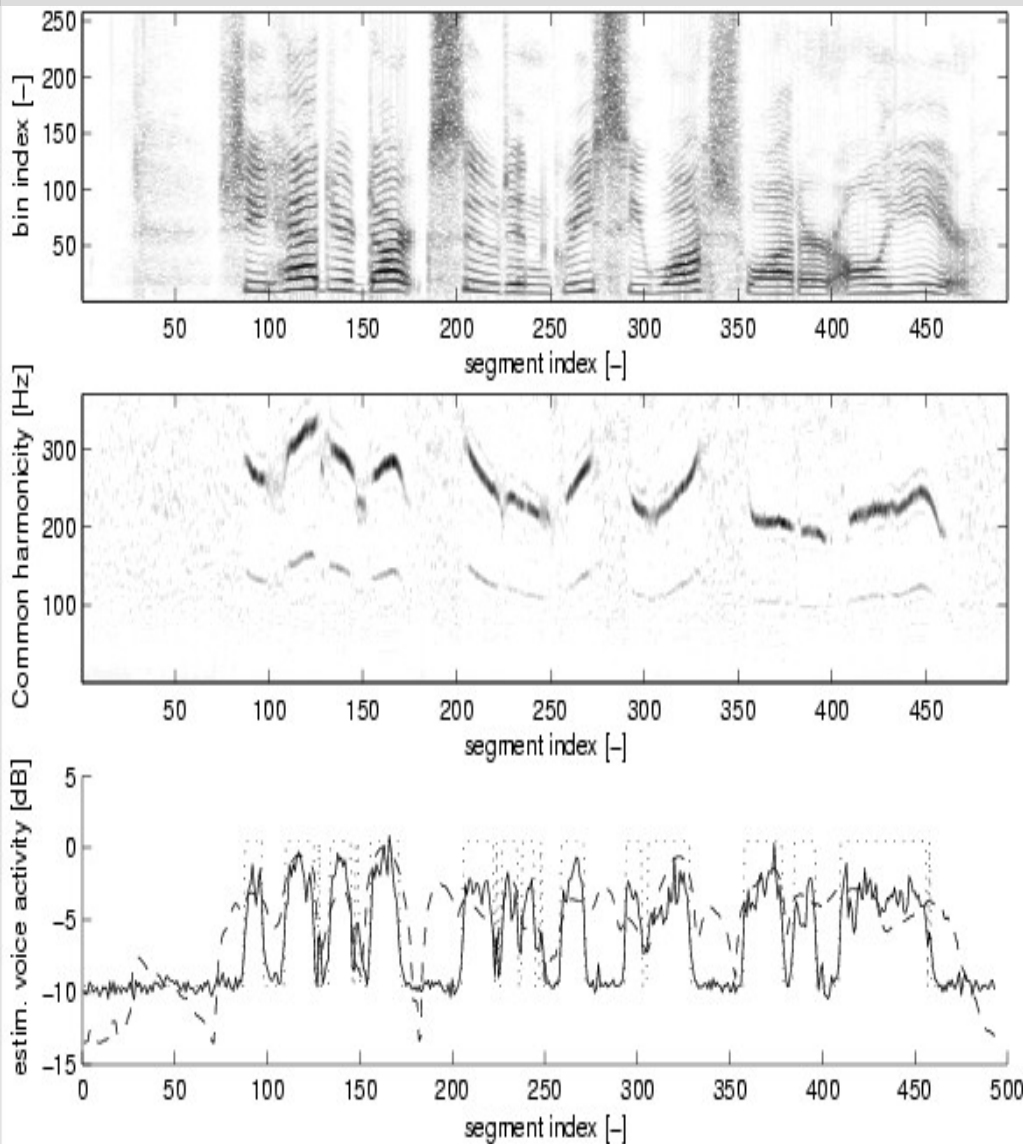 250
200
150
100
50
bin index [–]
50 100 150 200 250 300 350 400 450
segment index [–]
300
200
100
Common harmonicity [Hz]
50 100 150 200 250 300 350 400 450
segment index [–]
5
0
−5
−10
−15
estim. voice activity [dB]
0 50 100 150 200 250 300 350 400 450 500
segment index [–]